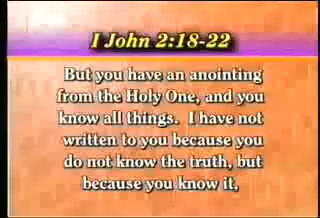 I John 2:18-22
But you have an anointing
from the Holy One, and you
know all things. I have not
written to you because you
do not know the truth, but
because you know it,